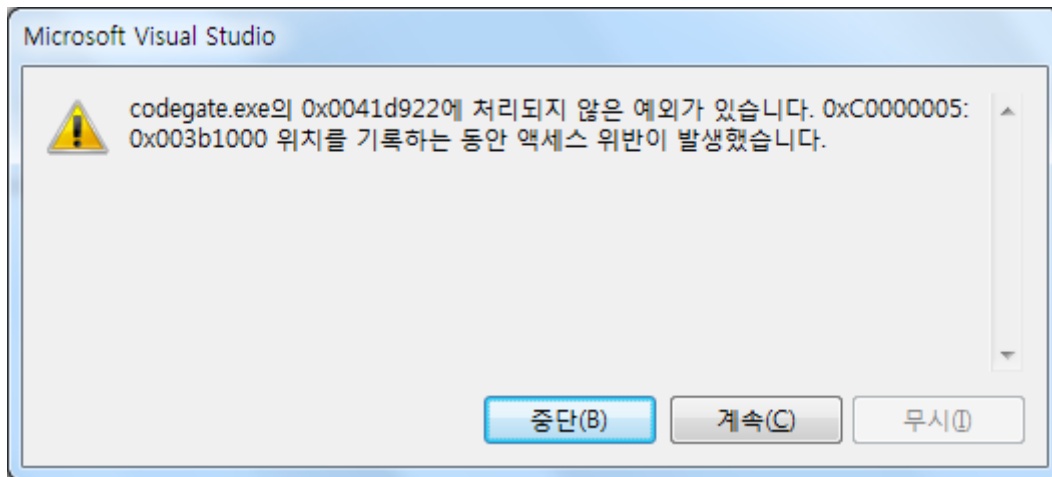 Microsoft Visual Studio
codegate.exe의 0x0041d922에 처리되지 않은 예외가 있습니다. 0xC0000005:
0x003b1000 위치를 기록하는 동안 액세스 위반이 발생했습니다.
중단(B) 계속(C) 무시(I)